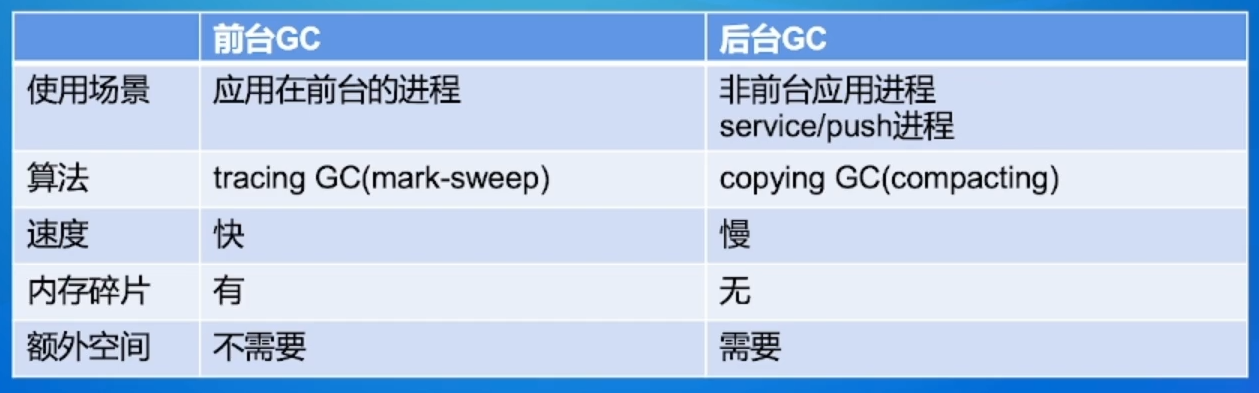 前台GC 后台GC
使用场景 应用在前台的进程 非前台应用进程
service/push进程
算法 tracing GC(mark-sweep) copying GC(compacting)
速度 快 慢
内存碎片 有 无
额外空间 不需要 需要